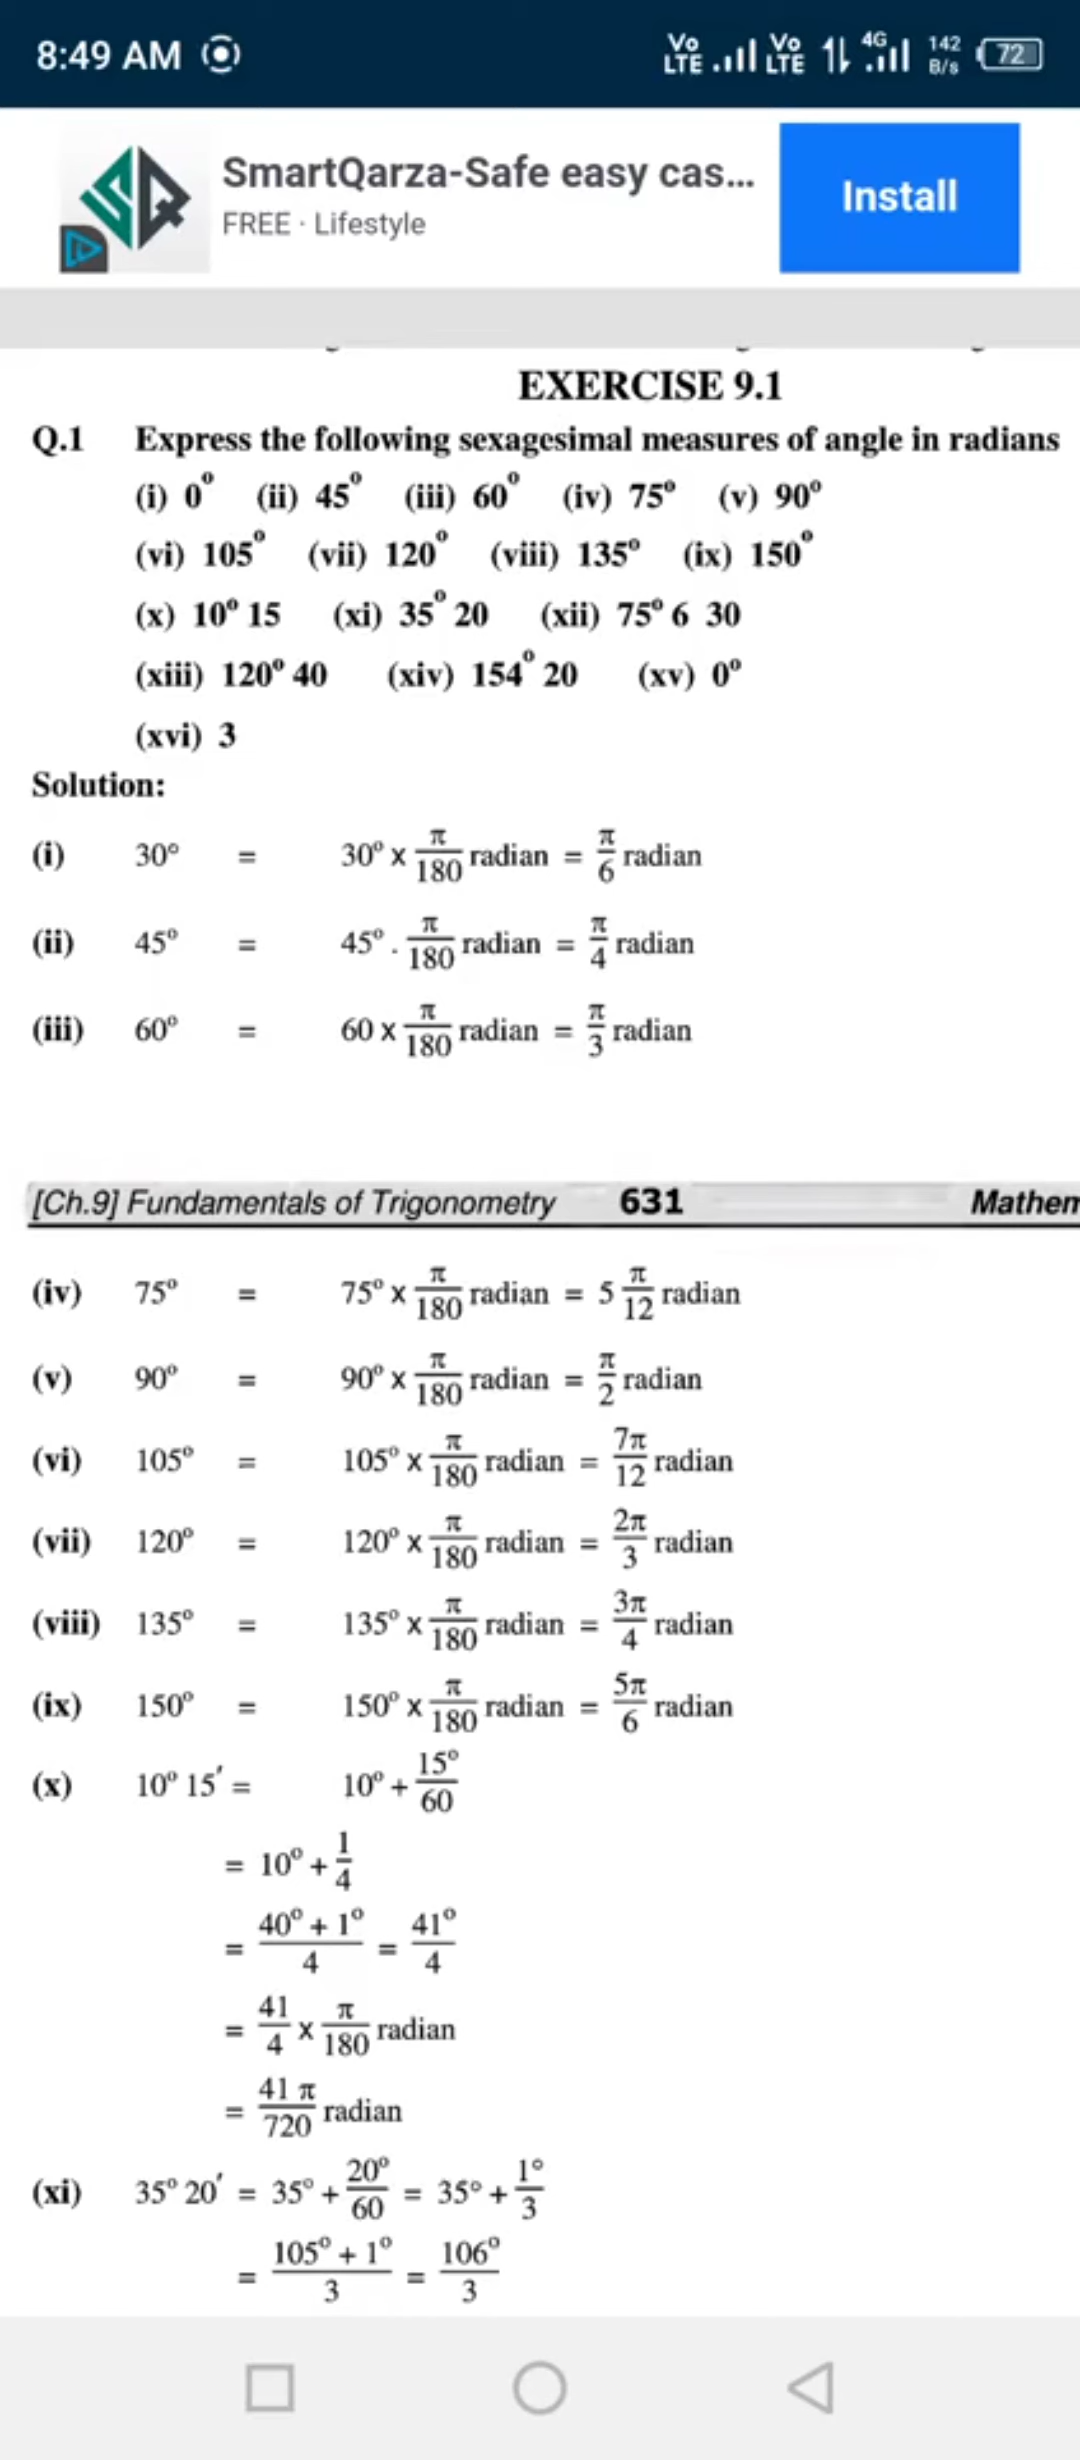 8:49 AM
Vo LTE Vo LTE 4G 142 B/s 72
SmartQarza-Safe easy cas...
FREE · Lifestyle
Install
EXERCISE 9.1
Q.1 Express the following sexagesimal measures of angle in radians
(i) 0° (ii) 45° (iii) 60° (iv) 75° (v) 90°
(vi) 105° (vii) 120° (viii) 135° (ix) 150°
(x) 10° 15 (xi) 35° 20 (xii) 75° 6 30
(xiii) 120° 40 (xiv) 154° 20 (xv) 0°
(xvi) 3
Solution:
(i) 30° = 30° x π/180 radian = π/6 radian
(ii) 45° = 45° . π/180 radian = π/4 radian
(iii) 60° = 60 x π/180 radian = π/3 radian
[Ch.9] Fundamentals of Trigonometry 631 Mathem
(iv) 75° = 75° x π/180 radian = 5 π/12 radian
(v) 90° = 90° x π/180 radian = π/2 radian
(vi) 105° = 105° x π/180 radian = 7π/12 radian
(vii) 120° = 120° x π/180 radian = 2π/3 radian
(viii) 135° = 135° x π/180 radian = 3π/4 radian
(ix) 150° = 150° x π/180 radian = 5π/6 radian
(x) 10° 15′ = 10° + 15°/60
= 10° + 1/4
= 40° + 1°/4 = 41°/4
= 41/4 x π/180 radian
= 41 π/720 radian
(xi) 35° 20′ = 35° + 20°/60 = 35° + 1°/3
= 105° + 1°/3 = 106°/3